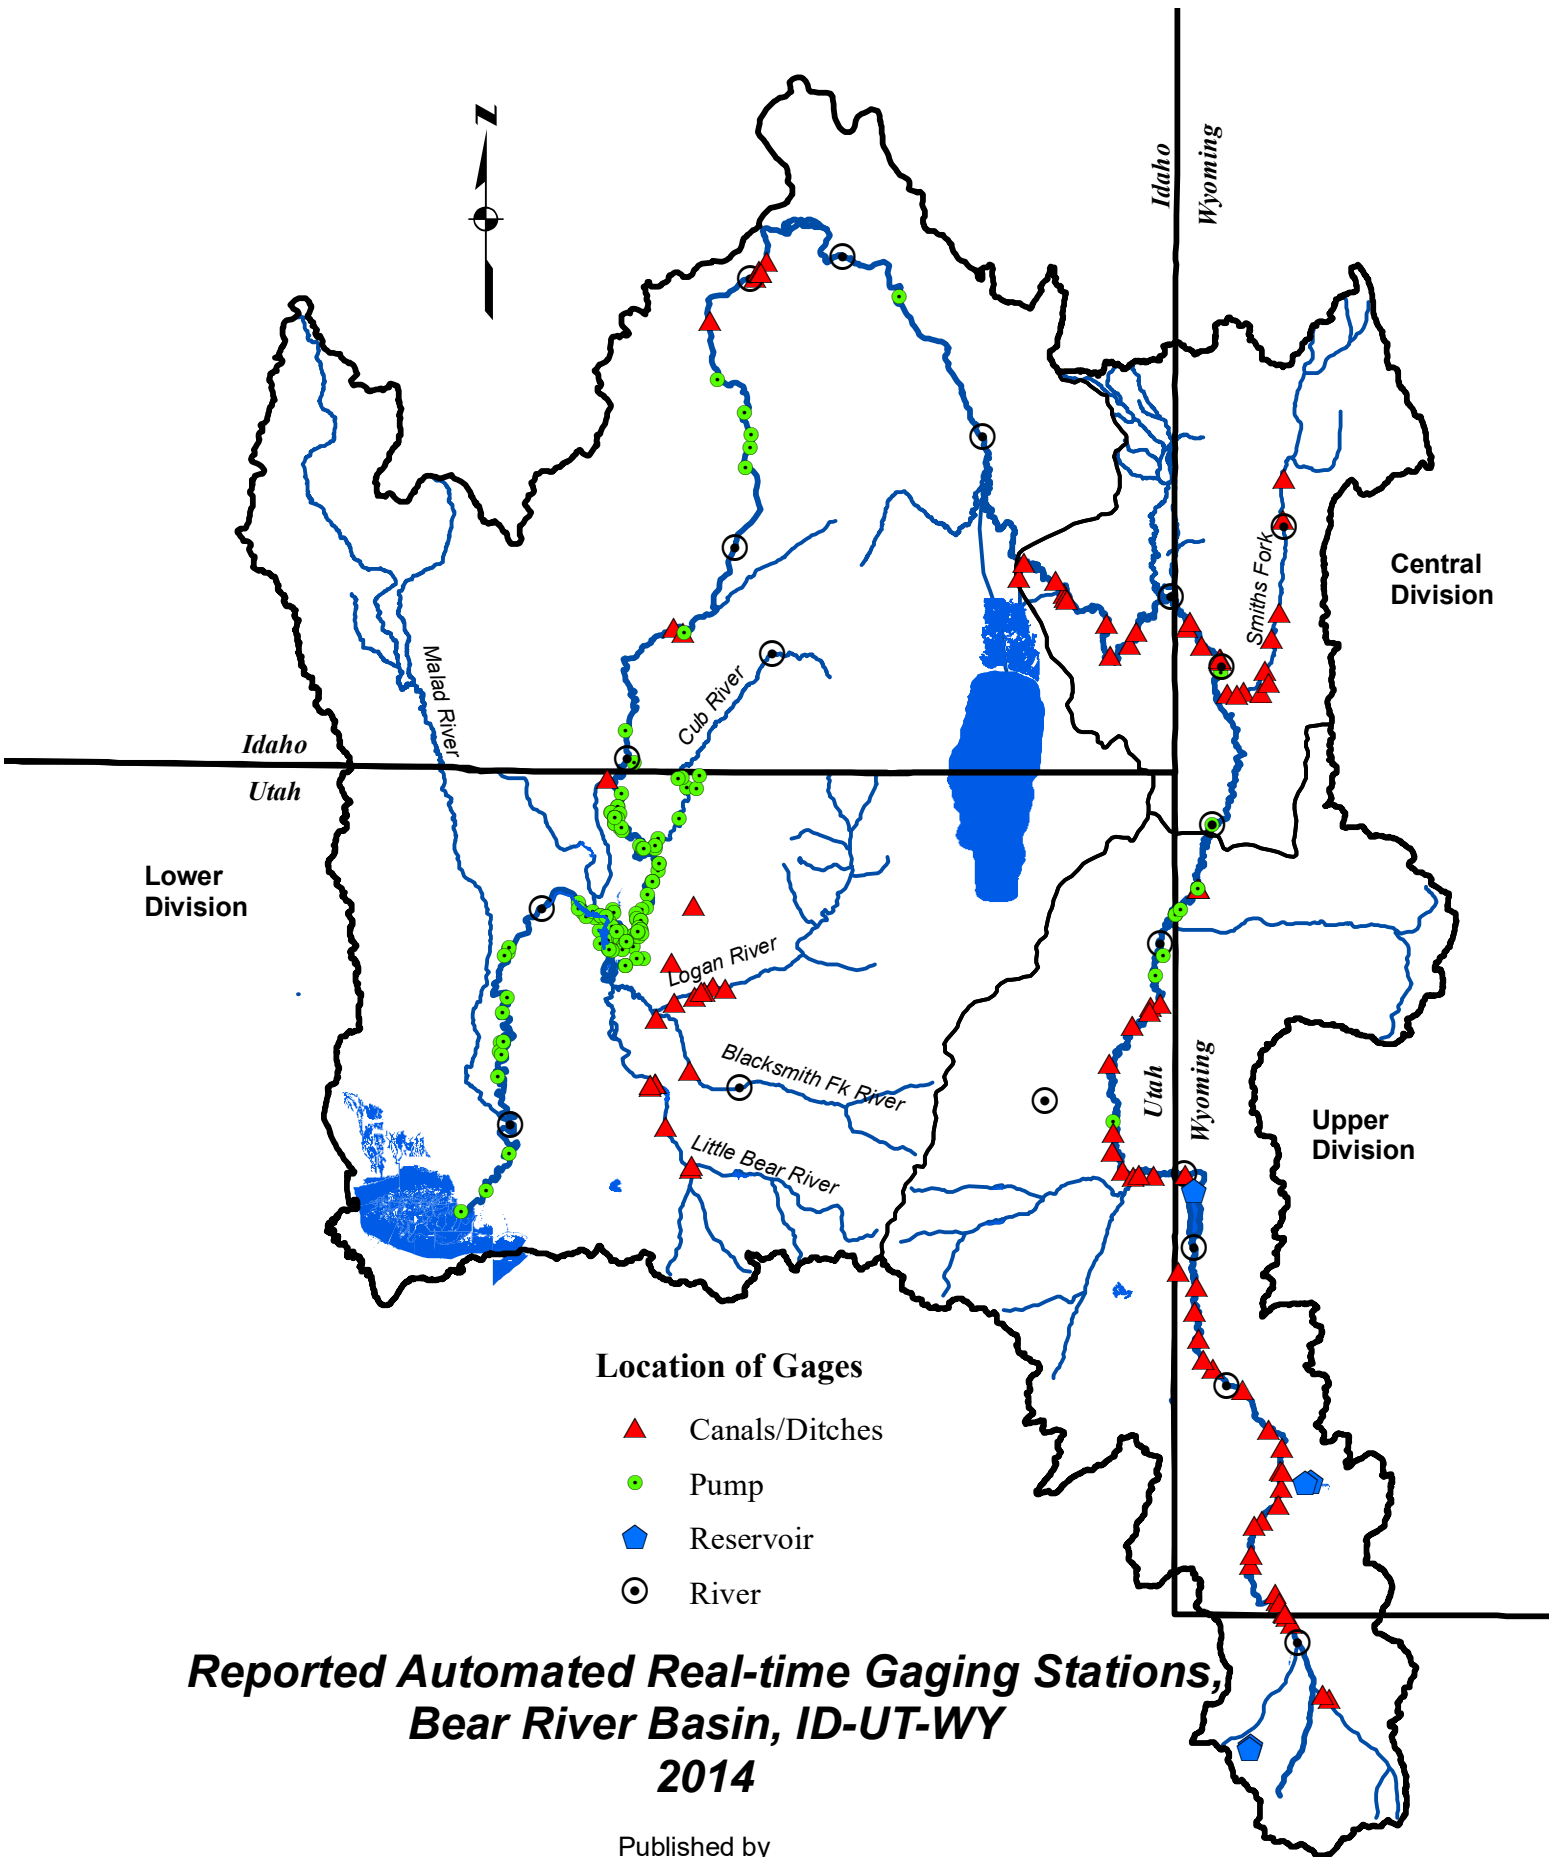 N
Idaho
Wyoming
Central
Division
Smiths Fork
Malad River
Cub River
Idaho
Utah
Lower
Division
Logan River
Blacksmith Fk River
Utah
Wyoming
Upper
Division
Little Bear River
Location of Gages
Canals/Ditches
Pump
Reservoir
River
Reported Automated Real-time Gaging Stations,
Bear River Basin, ID-UT-WY
2014
Published by